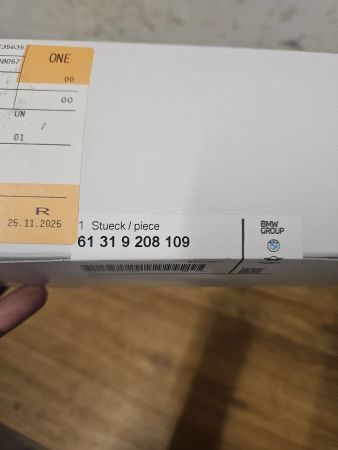 ONE
00
00
UN
/
01
R
25.11.2025
1 Stueck / piece
61 31 9 208 109
BMW
GROUP